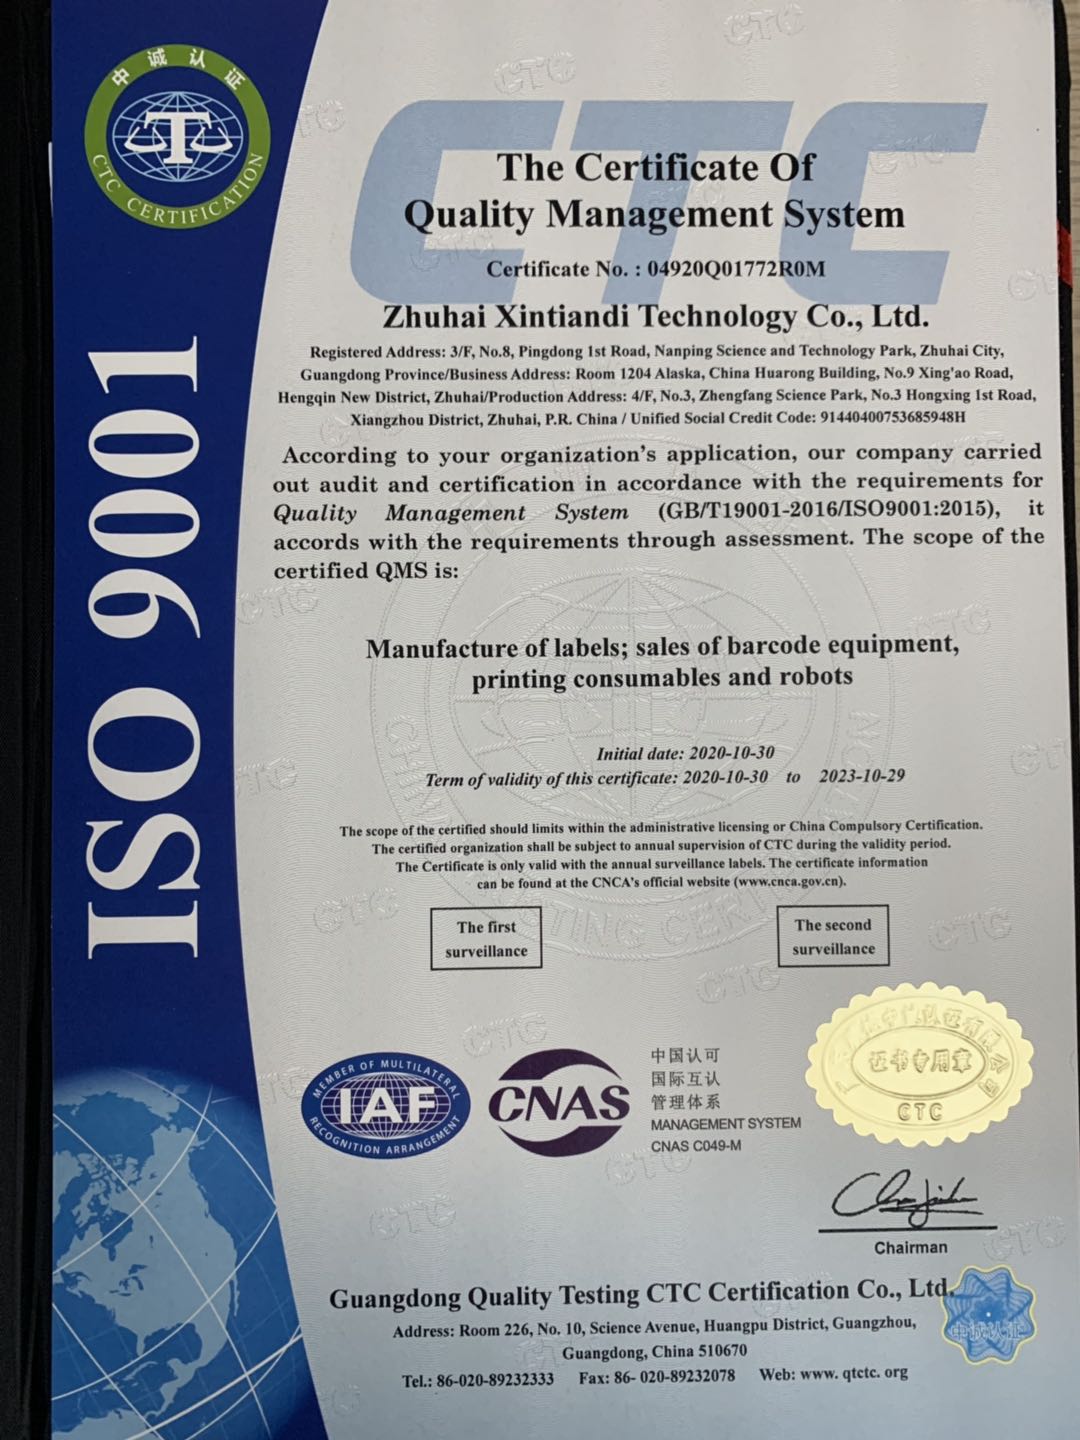 中诚认证
CTC CERTIFICATION
ISO 9001
CTC
The Certificate Of
Quality Management System
Certificate No. : 04920Q01772R0M
Zhuhai Xintiandi Technology Co., Ltd.
Registered Address: 3/F, No.8, Pingdong 1st Road, Nanping Science and Technology Park, Zhuhai City,
Guangdong Province/Business Address: Room 1204 Alaska, China Huarong Building, No.9 Xing'ao Road,
Hengqin New District, Zhuhai/Production Address: 4/F, No.3, Zhengfang Science Park, No.3 Hongxing 1st Road,
Xiangzhou District, Zhuhai, P.R. China / Unified Social Credit Code: 91440400753685948H
According to your organization's application, our company carried
out audit and certification in accordance with the requirements for
Quality Management System (GB/T19001-2016/ISO9001:2015), it
accords with the requirements through assessment. The scope of the
certified QMS is:
Manufacture of labels; sales of barcode equipment,
printing consumables and robots
Initial date: 2020-10-30
Term of validity of this certificate: 2020-10-30 to 2023-10-29
The scope of the certified should limits within the administrative licensing or China Compulsory Certification.
The certified organization shall be subject to annual supervision of CTC during the validity period.
The Certificate is only valid with the annual surveillance labels. The certificate information
can be found at the CNCA's official website (www.cnca.gov.cn).
The first
surveillance
The second
surveillance
MEMBER OF MULTILATERAL
IAF
RECOGNITION ARRANGEMENT
CNAS
中国认可
国际互认
管理体系
MANAGEMENT SYSTEM
CNAS C049-M
证书专用章
CTC
Chairman
Guangdong Quality Testing CTC Certification Co., Ltd.
中诚认证
Address: Room 226, No. 10, Science Avenue, Huangpu District, Guangzhou,
Guangdong, China 510670
Tel.: 86-020-89232333 Fax: 86- 020-89232078 Web: www. qtctc. org